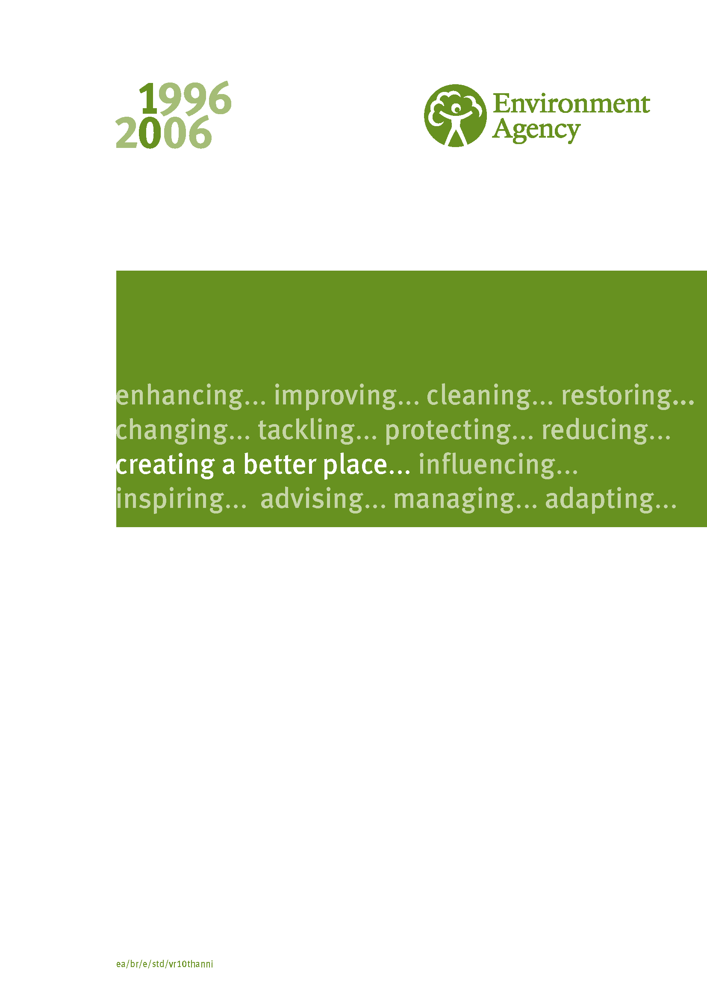 1996
2006
Environment
Agency
enhancing... improving... cleaning... restoring...
changing... tackling... protecting... reducing...
creating a better place... influencing...
inspiring... advising... managing... adapting...
ea/br/e/std/vr10thanni